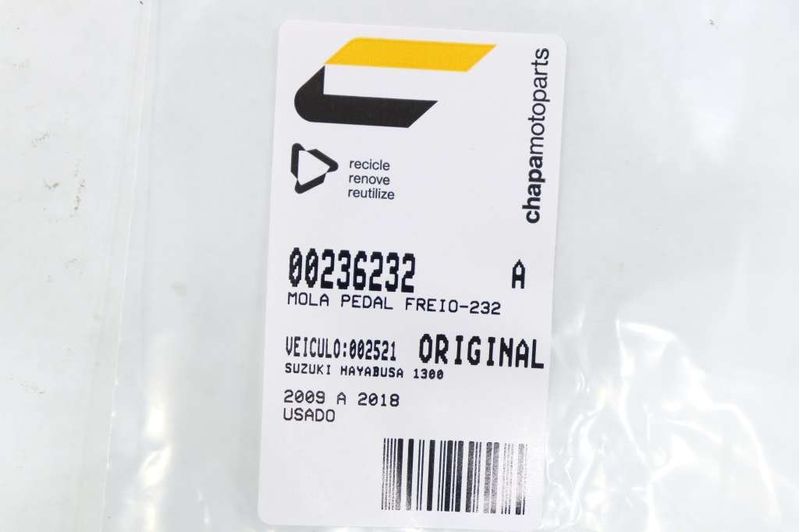 chapamotoparts
recicle
renove
reutilize
00236232 A
MOLA PEDAL FREIO-232
VEICULO:002521 ORIGINAL
SUZUKI HAYABUSA 1300
2009 A 2018
USADO